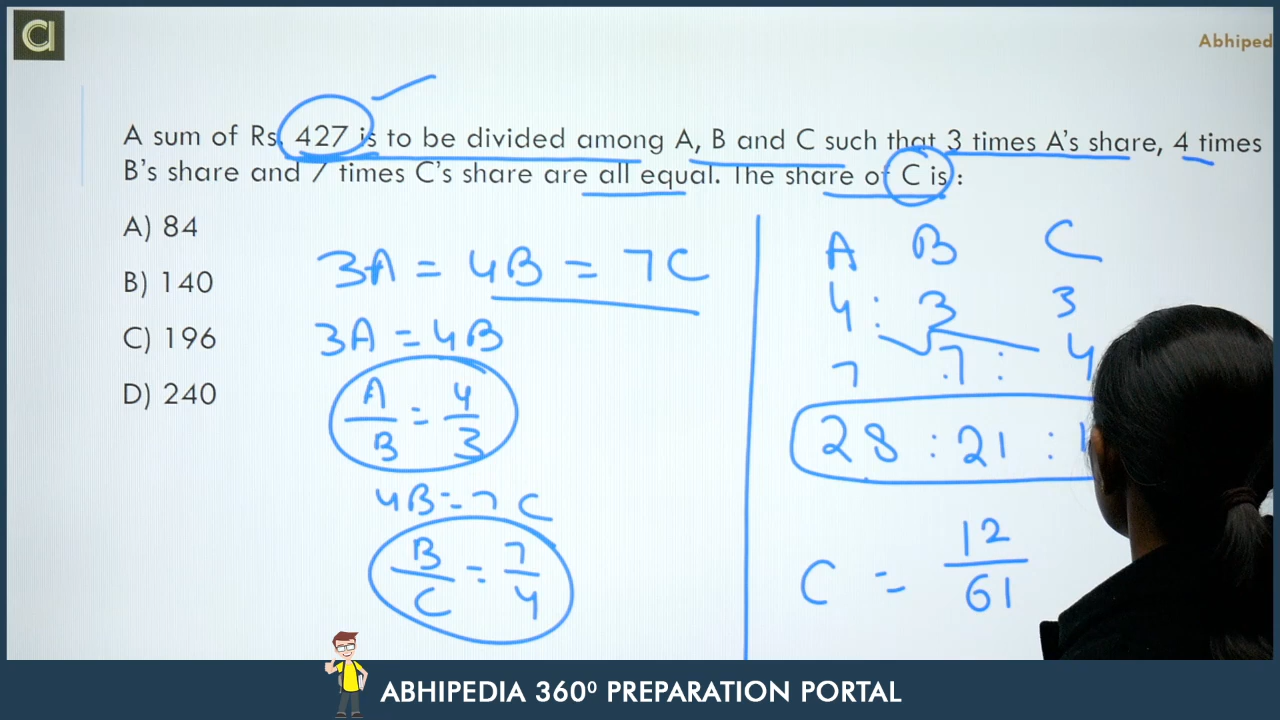 Abhiped
A sum of Rs. 427 is to be divided among A, B and C such that 3 times A's share, 4 times
B's share and 7 times C's share are all equal. The share of C is :
A) 84
B) 140
C) 196
D) 240
3A = 4B = 7C
3A = 4B
A/B = 4/3
4B = 7C
B/C = 7/4
A B C
4 : 3 3
7 7 : 4
28 : 21 :
C = 12/61
ABHIPEDIA 360⁰ PREPARATION PORTAL